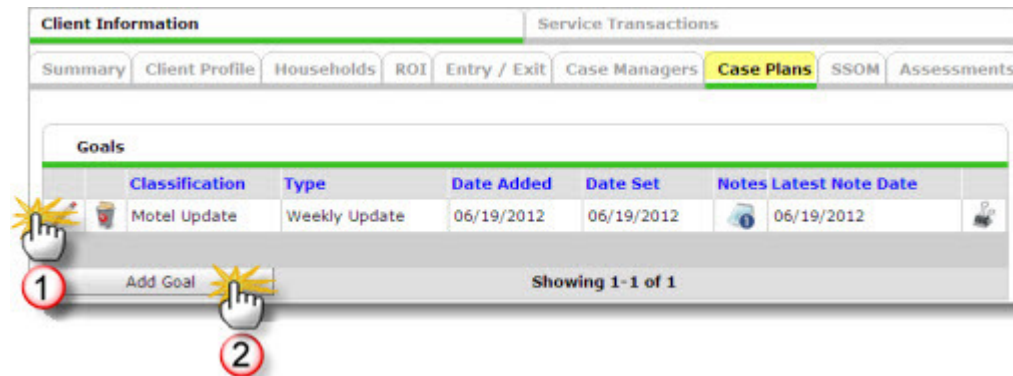 Client Information Service Transactions
Summary Client Profile Households ROI Entry / Exit Case Managers Case Plans SSOM Assessments
Goals
Classification Type Date Added Date Set Notes Latest Note Date
Motel Update Weekly Update 06/19/2012 06/19/2012 1 06/19/2012
1
Add Goal Showing 1-1 of 1
2